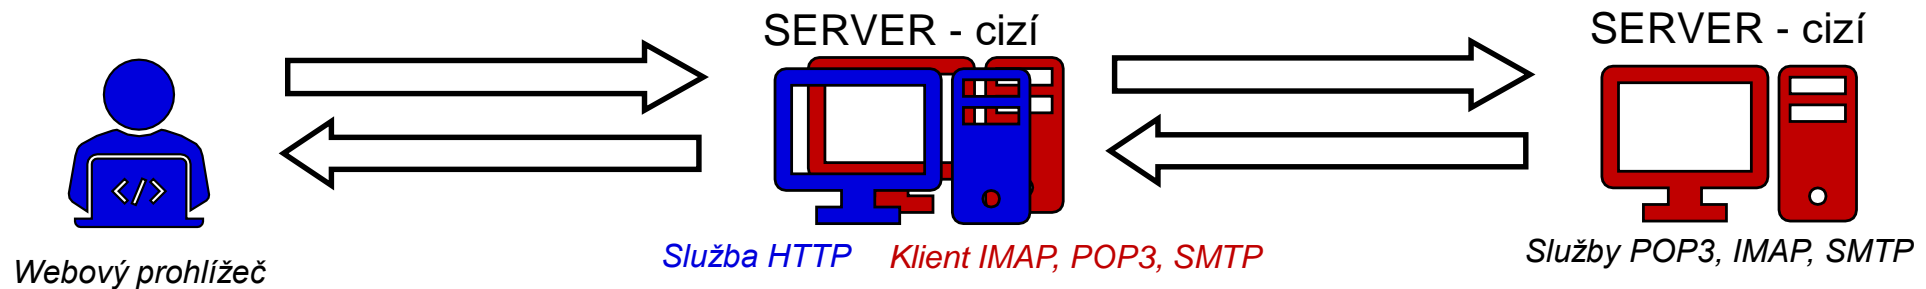 SERVER - cizí
SERVER - cizí
</>
Webový prohlížeč
Služba HTTP
Klient IMAP, POP3, SMTP
Služby POP3, IMAP, SMTP